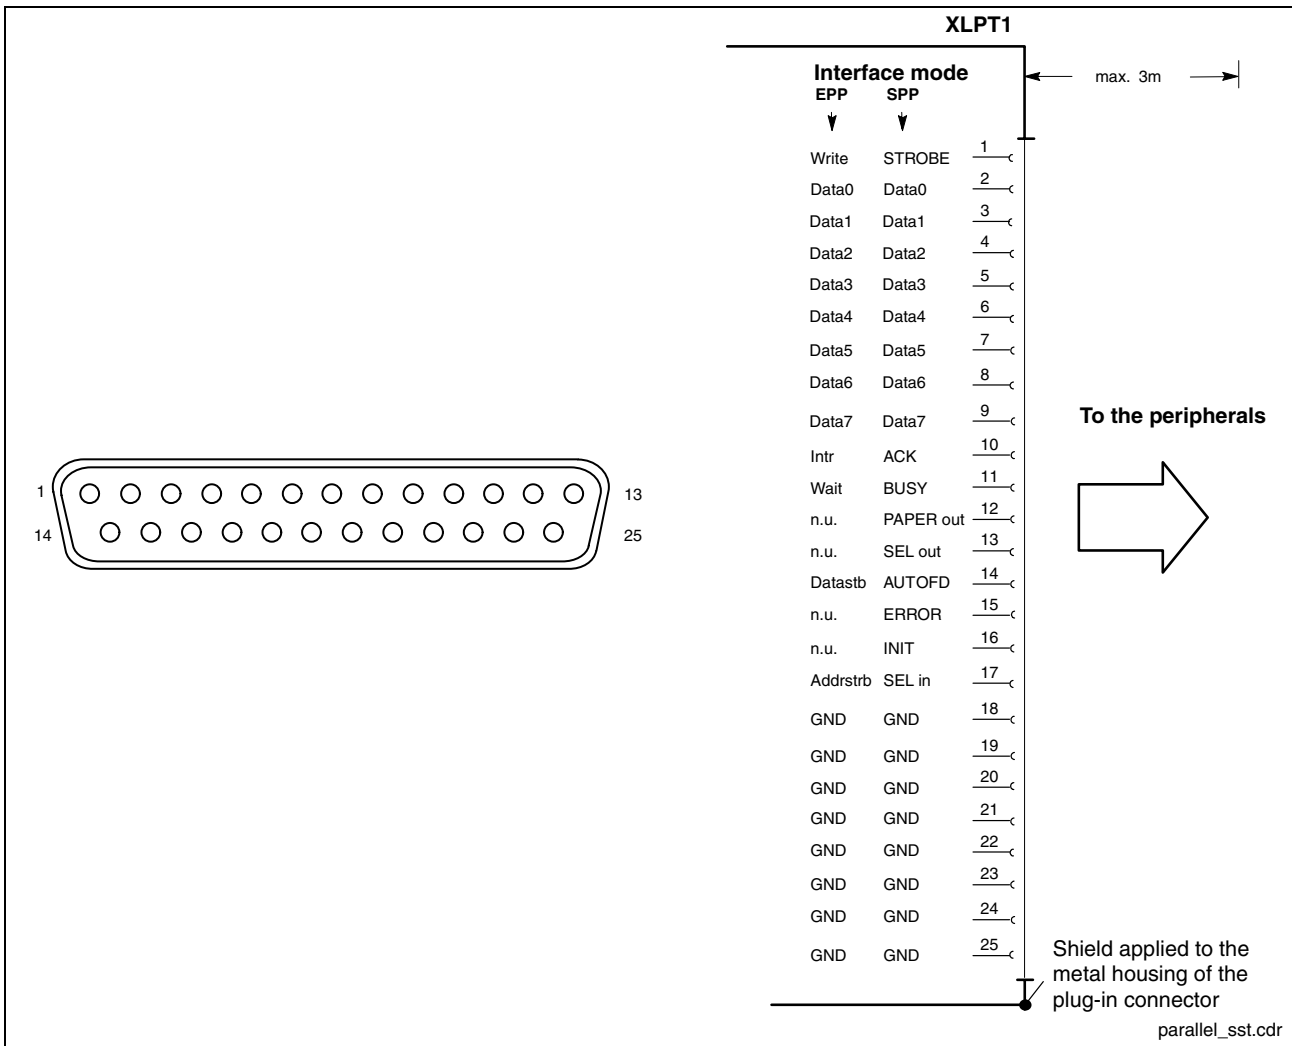 XLPT1
Interface mode
EPP SPP
max. 3m
Write STROBE 1
Data0 Data0 2
Data1 Data1 3
Data2 Data2 4
Data3 Data3 5
Data4 Data4 6
Data5 Data5 7
Data6 Data6 8
Data7 Data7 9
To the peripherals
Intr ACK 10
Wait BUSY 11
n.u. PAPER out 12
n.u. SEL out 13
Datastb AUTOFD 14
n.u. ERROR 15
n.u. INIT 16
Addrstrb SEL in 17
GND GND 18
GND GND 19
GND GND 20
GND GND 21
GND GND 22
GND GND 23
GND GND 24
GND GND 25
1 13
14 25
Shield applied to the
metal housing of the
plug-in connector
parallel_sst.cdr